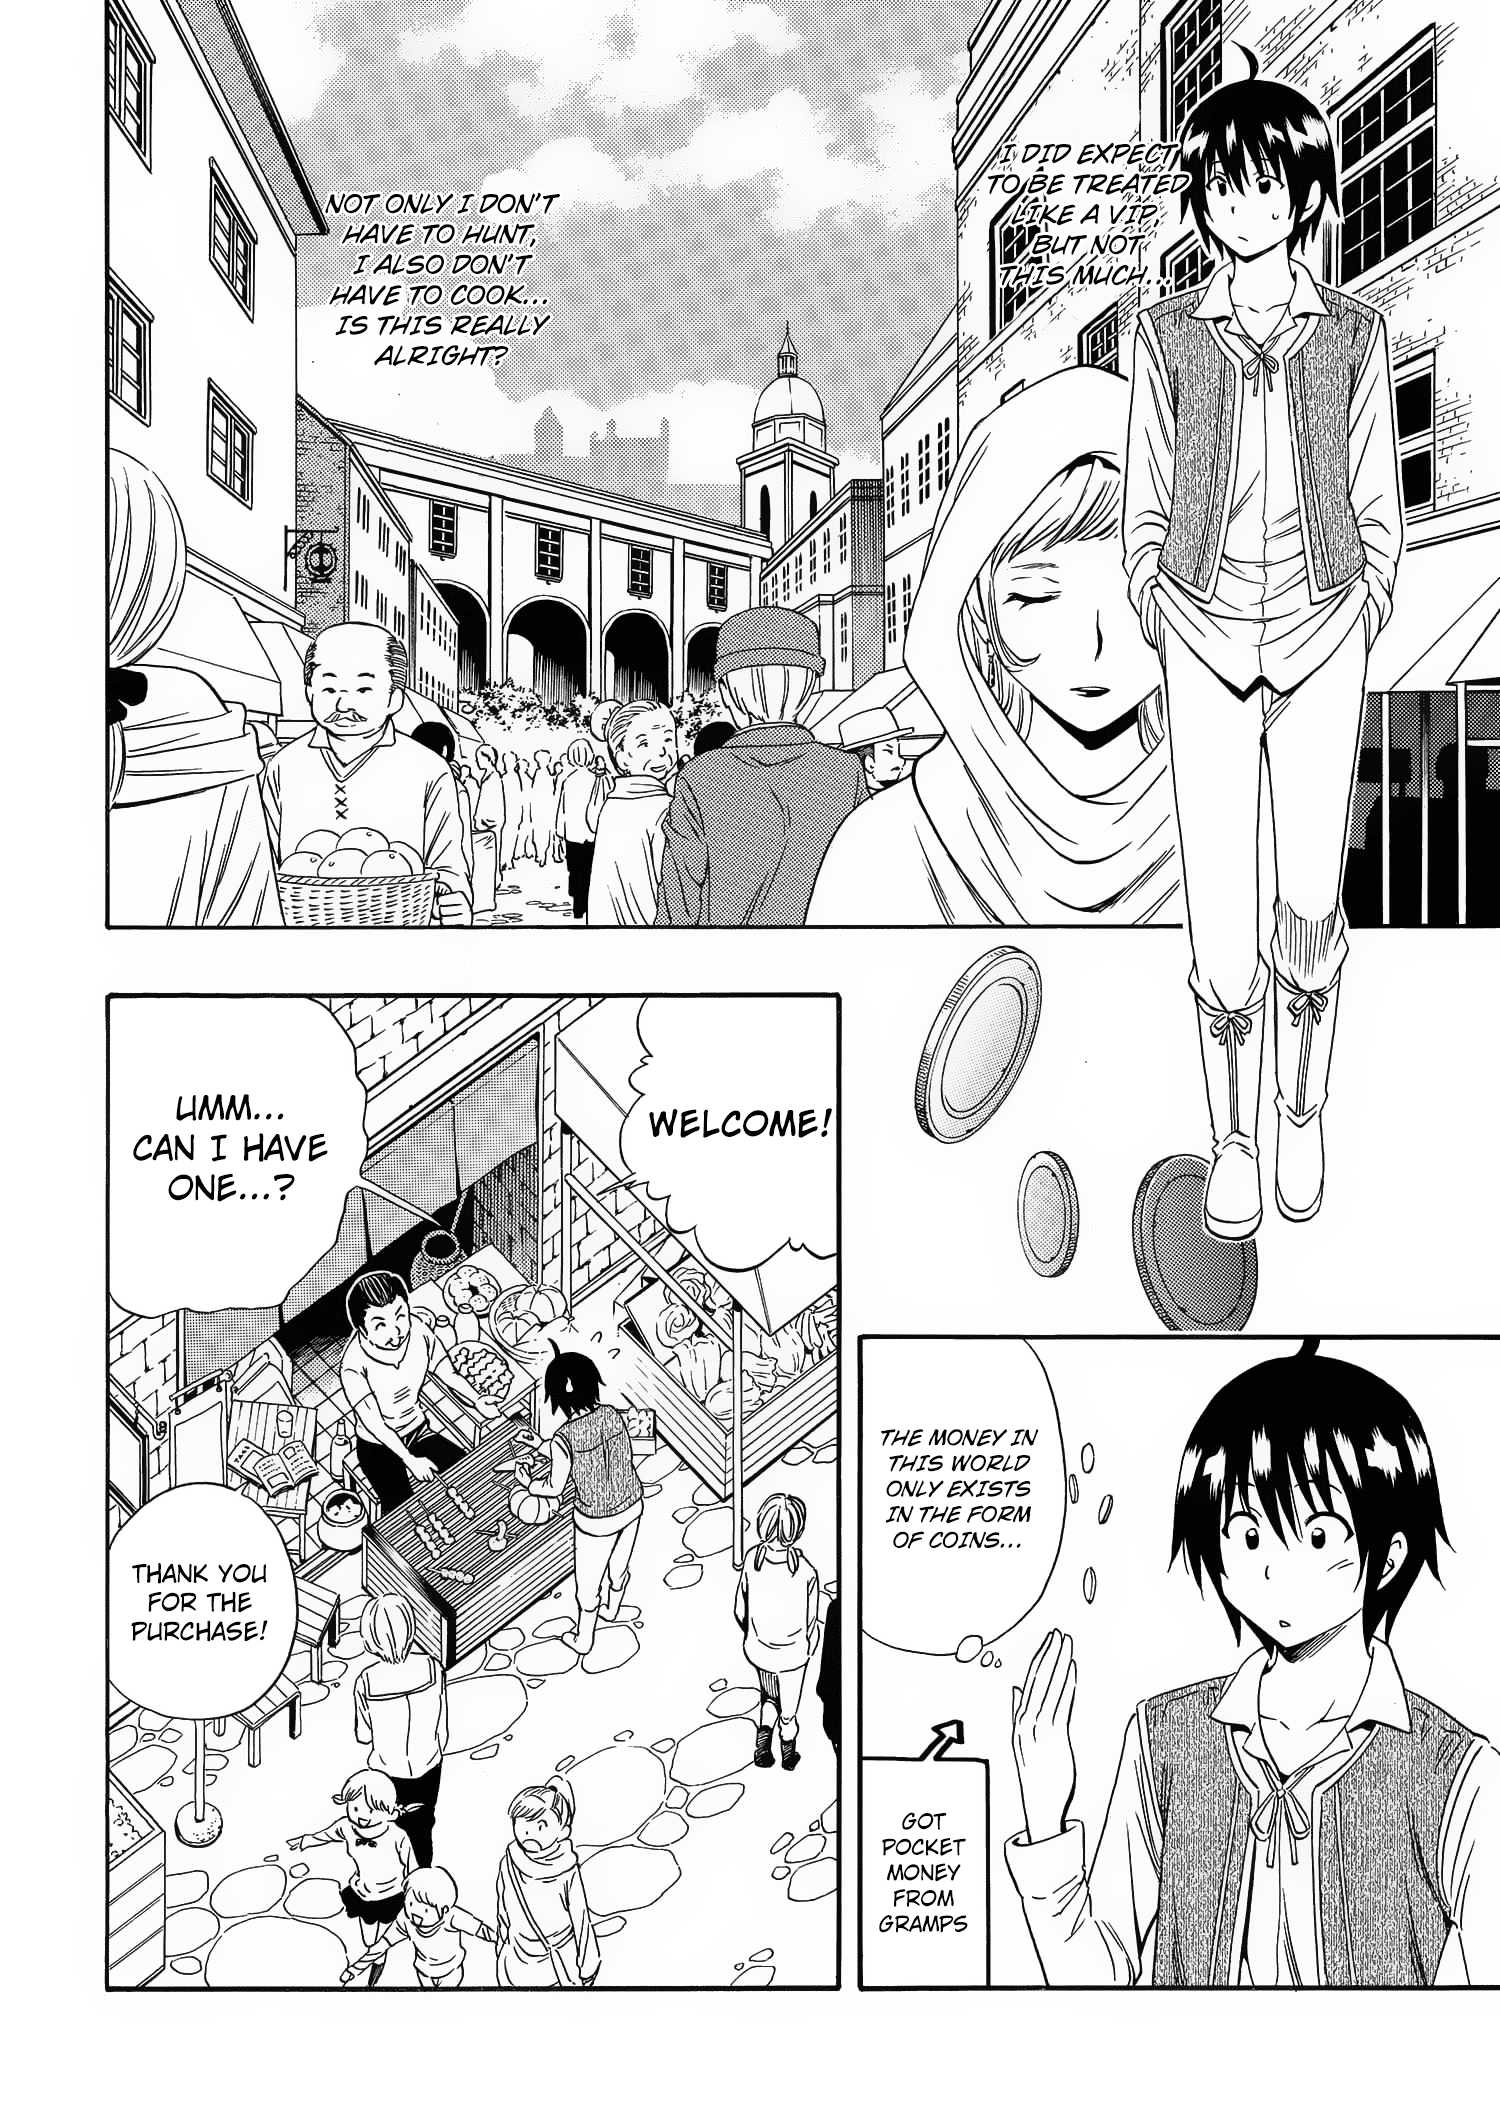 I DID EXPECT
TO BE TREATED
LIKE A VIP,
BUT NOT
THIS MUCH...
NOT ONLY I DON'T
HAVE TO HUNT,
I ALSO DON'T
HAVE TO COOK...
IS THIS REALLY
ALRIGHT?
THE MONEY IN
THIS WORLD
ONLY EXISTS
IN THE FORM
OF COINS...
GOT
POCKET
MONEY
FROM
GRAMPS
WELCOME!
UMM...
CAN I HAVE
ONE...?
THANK YOU
FOR THE
PURCHASE!